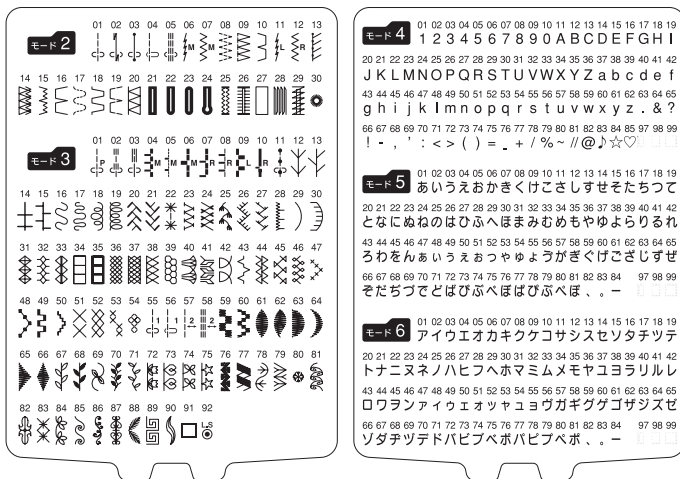 モード 2
01 02 03 04 05 06 07 08 09 10 11 12 13
M M L R
14 15 16 17 18 19 20 21 22 23 24 25 26 27 28 29 30
モード 3
01 02 03 04 05 06 07 08 09 10 11 12 13
P M M M R L R
14 15 16 17 18 19 20 21 22 23 24 25 26 27 28 29 30
31 32 33 34 35 36 37 38 39 40 41 42 43 44 45 46 47
48 49 50 51 52 53 54 55 56 57 58 59 60 61 62 63 64
1 2 2
65 66 67 68 69 70 71 72 73 74 75 76 77 78 79 80 81
82 83 84 85 86 87 88 89 90 91 92
LS
モード 4
01 02 03 04 05 06 07 08 09 10 11 12 13 14 15 16 17 18 19
1 2 3 4 5 6 7 8 9 0 A B C D E F G H I
20 21 22 23 24 25 26 27 28 29 30 31 32 33 34 35 36 37 38 39 40 41 42
J K L M N O P Q R S T U V W X Y Z a b c d e f
43 44 45 46 47 48 49 50 51 52 53 54 55 56 57 58 59 60 61 62 63 64 65
g h i j k l m n o p q r s t u v w x y z . & ?
66 67 68 69 70 71 72 73 74 75 76 77 78 79 80 81 82 83 84 85 97 98 99
! - , ' : < > ( ) = _ + / % ~ // @ ♪ ☆ ♡
モード 5
01 02 03 04 05 06 07 08 09 10 11 12 13 14 15 16 17 18 19
あいうえおかきくけこさしすせそたちつて
20 21 22 23 24 25 26 27 28 29 30 31 32 33 34 35 36 37 38 39 40 41 42
となにぬねのはひふへほまみむめもやゆよらりるれ
43 44 45 46 47 48 49 50 51 52 53 54 55 56 57 58 59 60 61 62 63 64 65
ろわをんぁぃぅぇぉっゃゅょゔがぎぐげござじずぜ
66 67 68 69 70 71 72 73 74 75 76 77 78 79 80 81 82 83 84 97 98 99
ぞだぢづでどばびぶべぼぱぴぷぺぽ、。ー
モード 6
01 02 03 04 05 06 07 08 09 10 11 12 13 14 15 16 17 18 19
アイウエオカキクケコサシスセソタチツテ
20 21 22 23 24 25 26 27 28 29 30 31 32 33 34 35 36 37 38 39 40 41 42
トナニヌネノハヒフヘホマミムメモヤユヨラリルレ
43 44 45 46 47 48 49 50 51 52 53 54 55 56 57 58 59 60 61 62 63 64 65
ロワヲンァィゥェォッャュョヴガギグゲゴザジズゼ
66 67 68 69 70 71 72 73 74 75 76 77 78 79 80 81 82 83 84 97 98 99
ゾダヂヅデドバビブベボパピプペポ、。ー